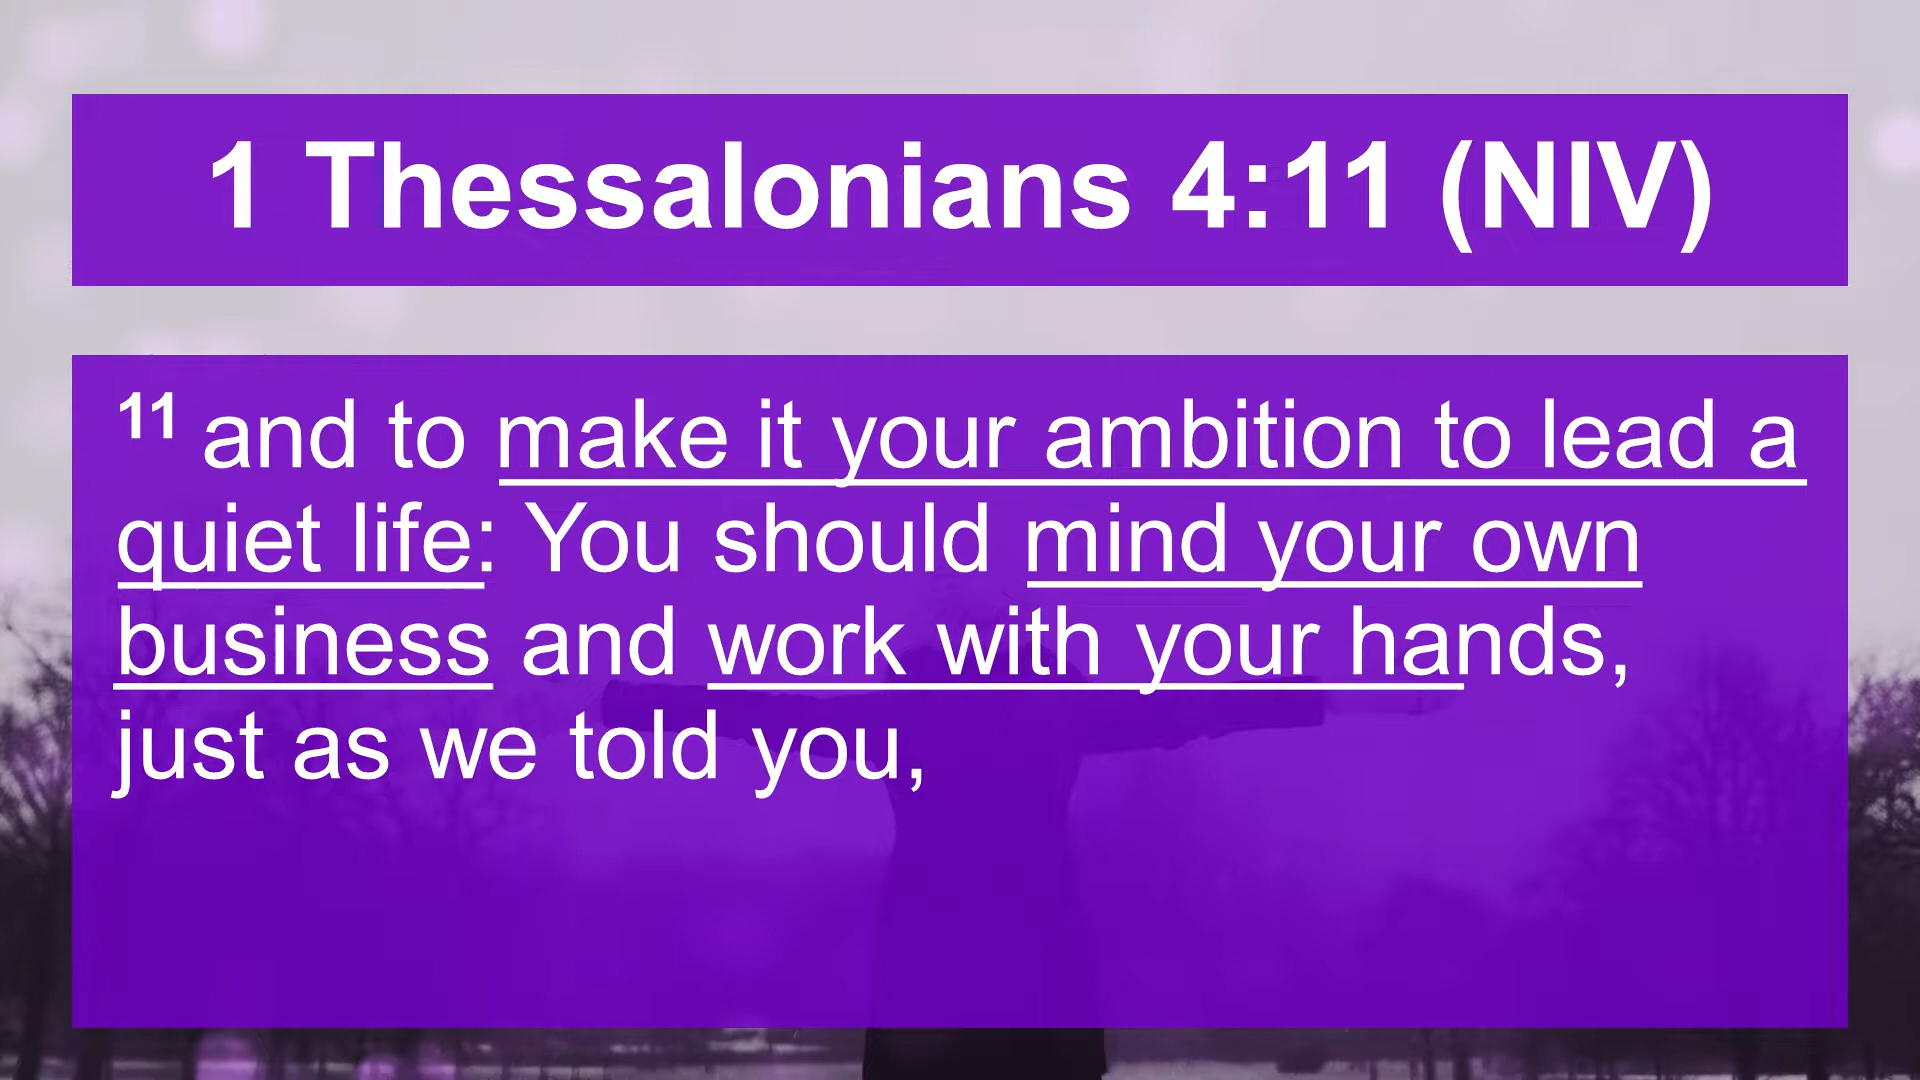 1 Thessalonians 4:11 (NIV)
11 and to make it your ambition to lead a
quiet life: You should mind your own
business and work with your hands,
just as we told you,